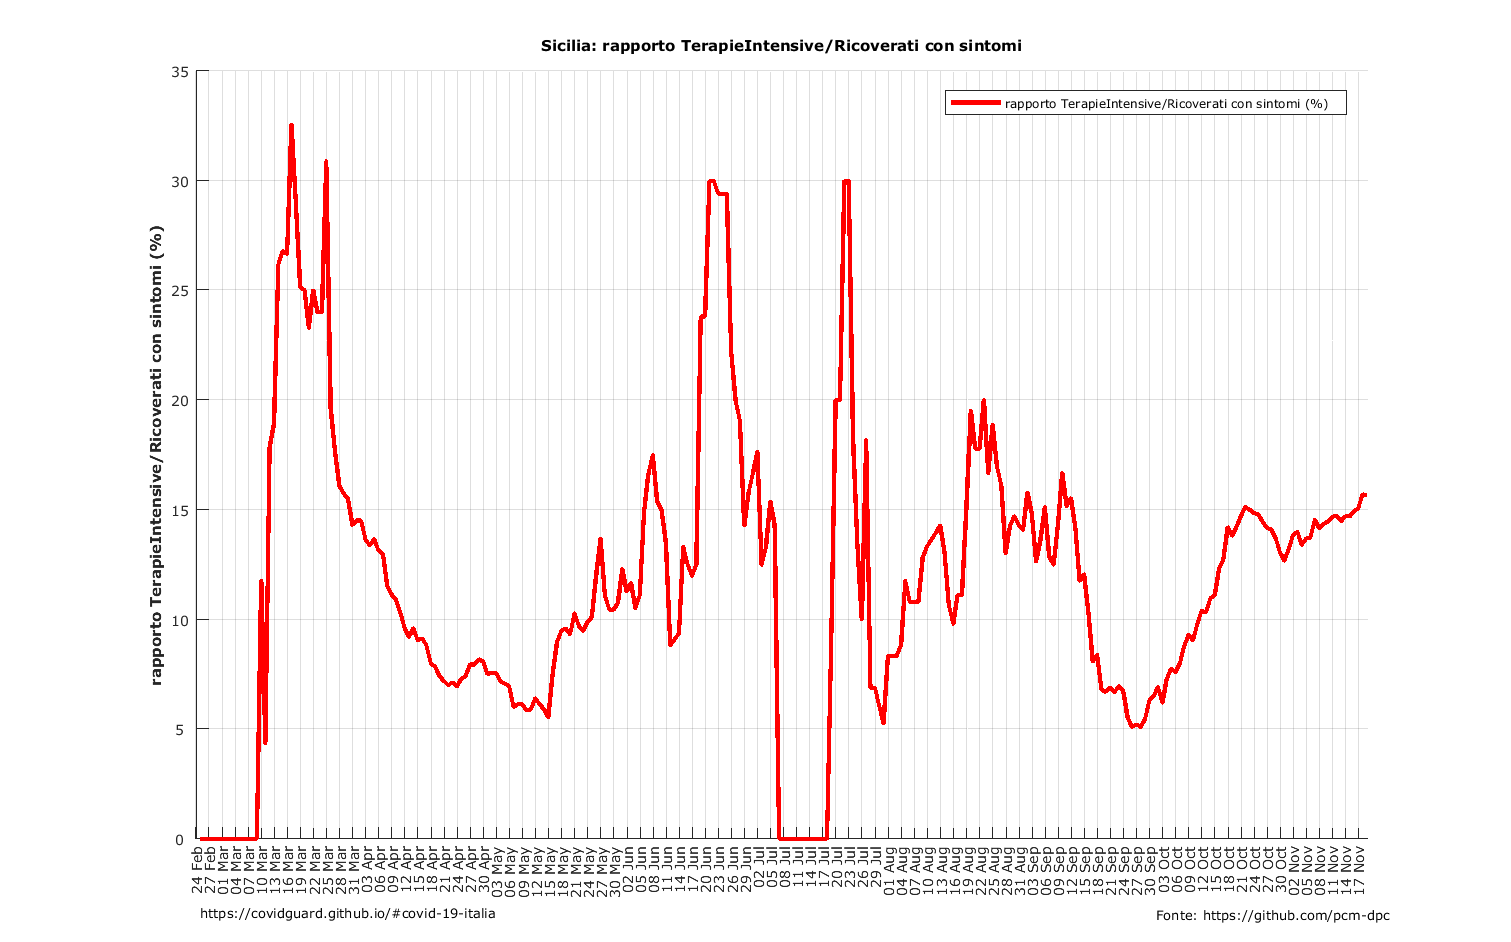 Sicilia: rapporto TerapieIntensive/Ricoverati con sintomi
rapporto TerapieIntensive/Ricoverati con sintomi (%)
rapporto TerapieIntensive/Ricoverati con sintomi (%)
35
30
25
20
15
10
5
0
24 Feb
27 Feb
01 Mar
04 Mar
07 Mar
10 Mar
13 Mar
16 Mar
19 Mar
22 Mar
25 Mar
28 Mar
31 Mar
03 Apr
06 Apr
09 Apr
12 Apr
15 Apr
18 Apr
21 Apr
24 Apr
27 Apr
30 Apr
03 May
06 May
09 May
12 May
15 May
18 May
21 May
24 May
27 May
30 May
02 Jun
05 Jun
08 Jun
11 Jun
14 Jun
17 Jun
20 Jun
23 Jun
26 Jun
29 Jun
02 Jul
05 Jul
08 Jul
11 Jul
14 Jul
17 Jul
20 Jul
23 Jul
26 Jul
29 Jul
01 Aug
04 Aug
07 Aug
10 Aug
13 Aug
16 Aug
19 Aug
22 Aug
25 Aug
28 Aug
31 Aug
03 Sep
06 Sep
09 Sep
12 Sep
15 Sep
18 Sep
21 Sep
24 Sep
27 Sep
30 Sep
03 Oct
06 Oct
09 Oct
12 Oct
15 Oct
18 Oct
21 Oct
24 Oct
27 Oct
30 Oct
02 Nov
05 Nov
08 Nov
11 Nov
14 Nov
17 Nov
https://covidguard.github.io/#covid-19-italia
Fonte: https://github.com/pcm-dpc